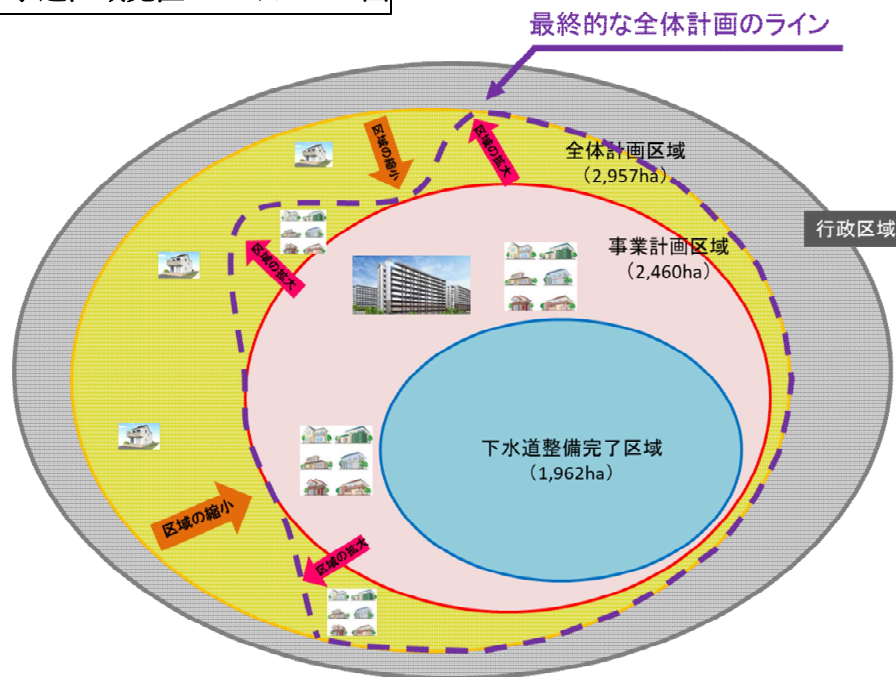 最終的な全体計画のライン
区域の縮小
区域の拡大
全体計画区域
（2,957ha）
行政区域
事業計画区域
（2,460ha）
区域の拡大
下水道整備完了区域
（1,962ha）
区域の縮小
区域の拡大